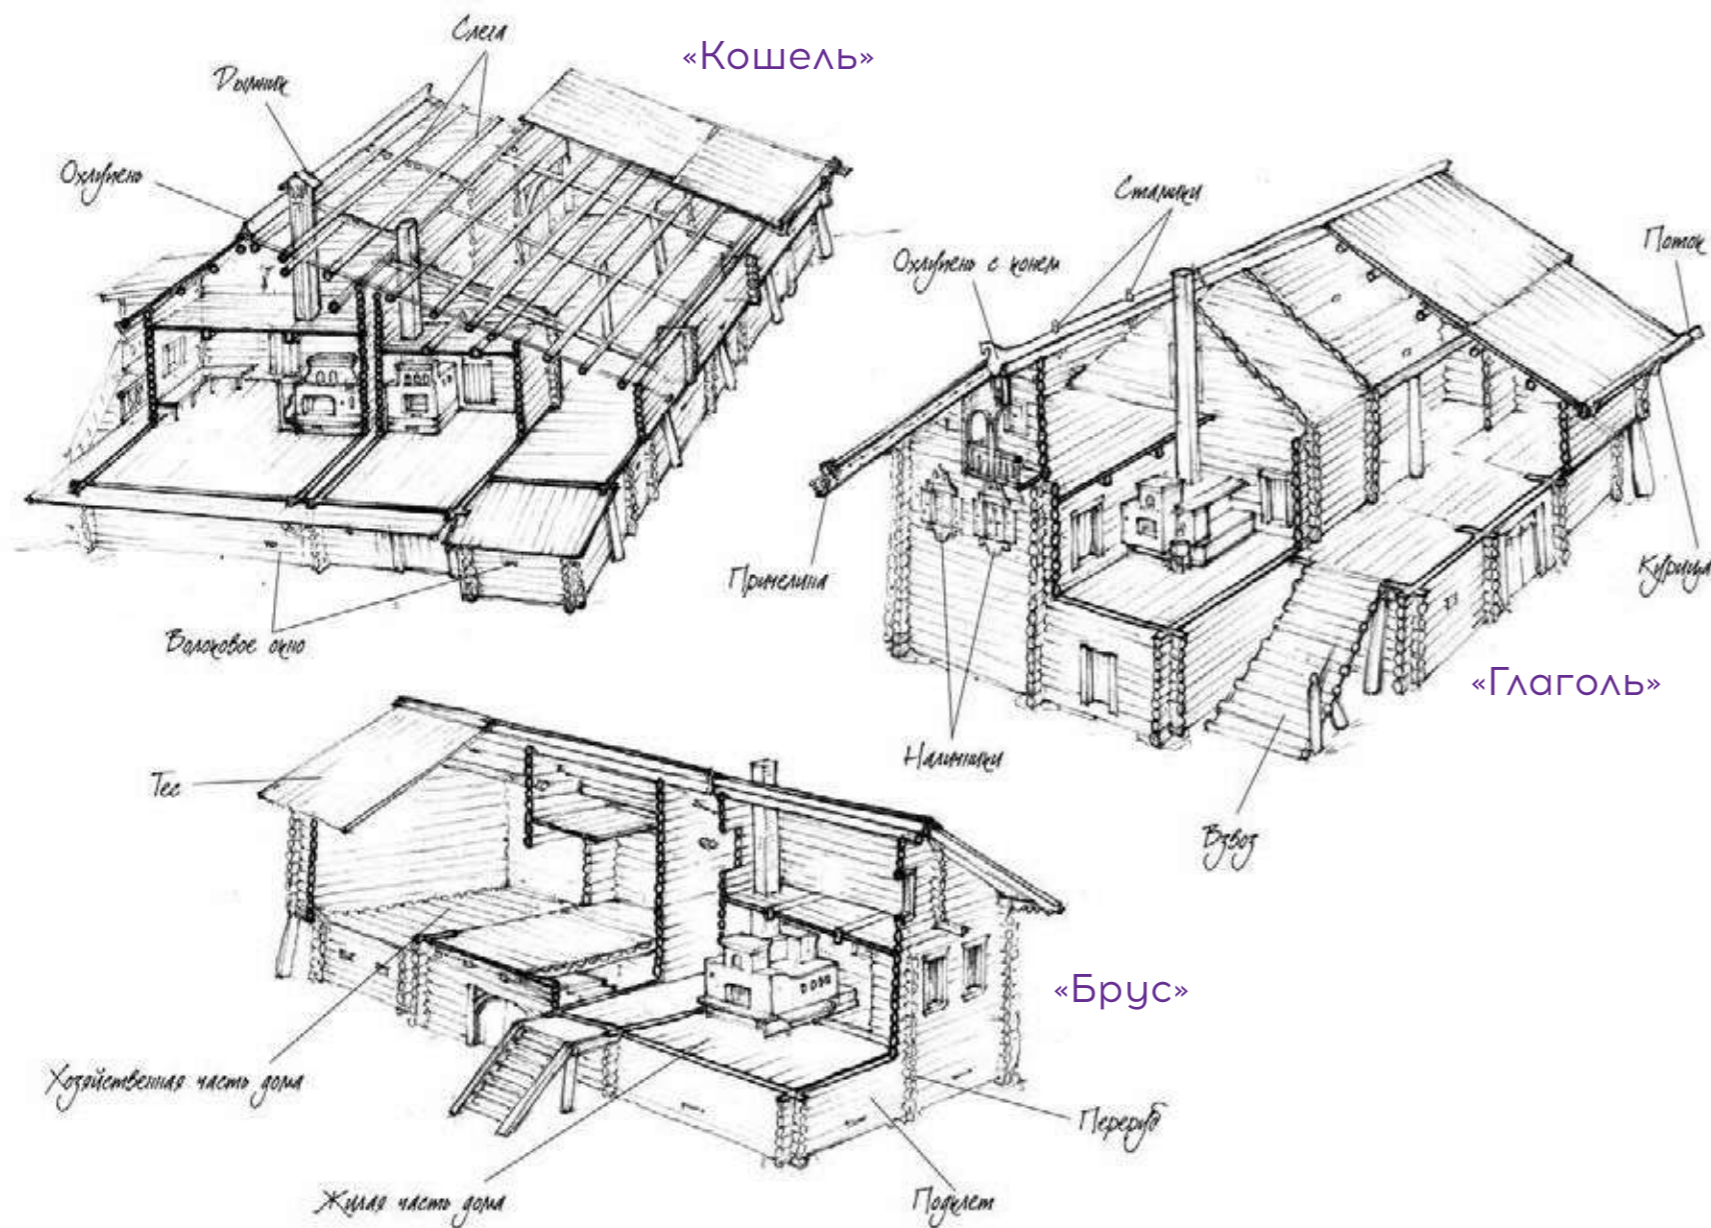 Слега
«Кошель»
Дымник
Охлупень
Волоковое окно
Стамики
Охлупень с конем
Поток
Причелина
Курица
«Глаголь»
Наличники
Взвоз
Тес
«Брус»
Хозяйственная часть дома
Переруб
Жилая часть дома
Подклет